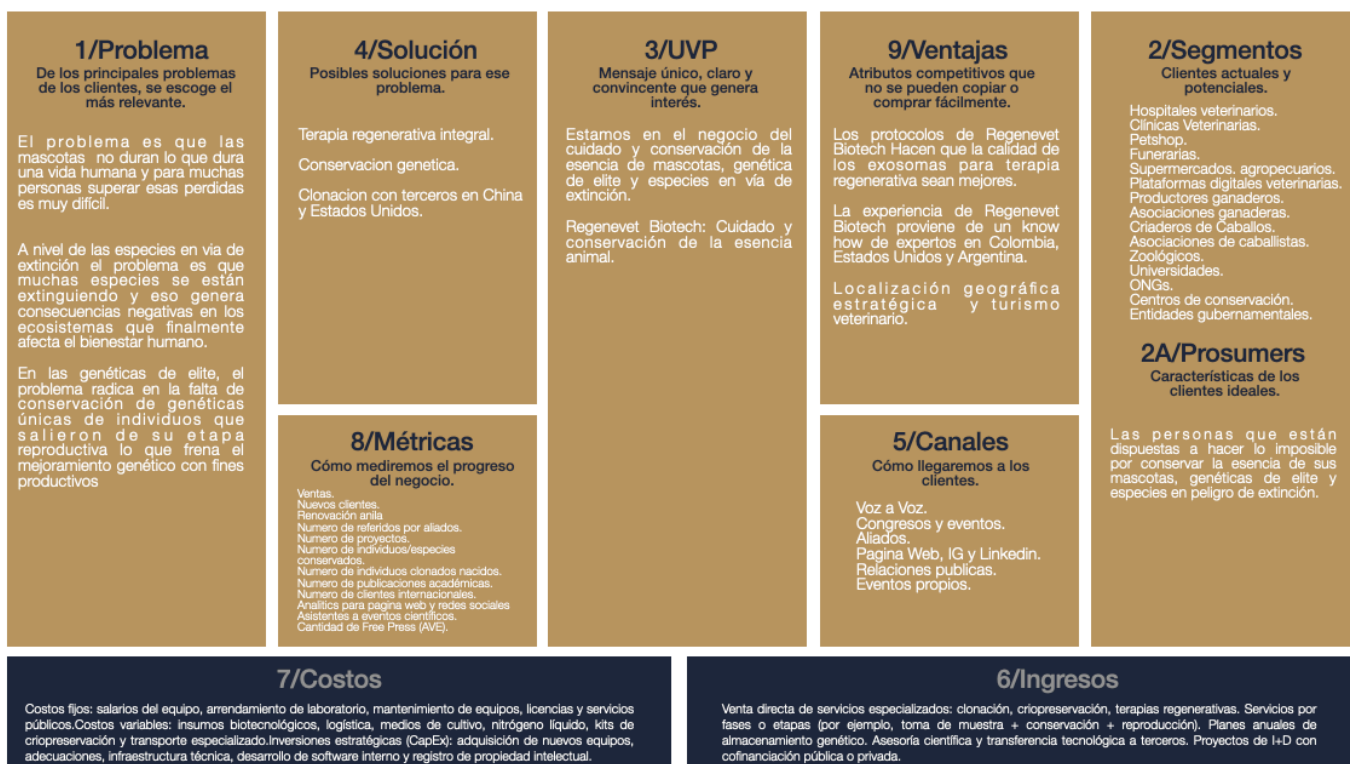 1/Problema
De los principales problemas
de los clientes, se escoge el
más relevante.
El problema es que las
mascotas no duran lo que dura
una vida humana y para muchas
personas superar esas perdidas
es muy difícil.
A nivel de las especies en via de
extinción el problema es que
muchas especies se están
extinguiendo y eso genera
consecuencias negativas en los
ecosistemas que finalmente
afecta el bienestar humano.
En las genéticas de elite, el
problema radica en la falta de
conservación de genéticas
únicas de individuos que
salieron de su etapa
reproductiva lo que frena el
mejoramiento genético con fines
productivos
4/Solución
Posibles soluciones para ese
problema.
Terapia regenerativa integral.
Conservacion genetica.
Clonacion con terceros en China
y Estados Unidos.
8/Métricas
Cómo mediremos el progreso
del negocio.
Ventas.
Nuevos clientes.
Renovación anila
Numero de referidos por aliados.
Numero de proyectos.
Numero de individuos/especies
conservados.
Numero de individuos clonados nacidos.
Numero de publicaciones académicas.
Numero de clientes internacionales.
Analitics para pagina web y redes sociales
Asistentes a eventos científicos.
Cantidad de Free Press (AVE).
3/UVP
Mensaje único, claro y
convincente que genera
interés.
Estamos en el negocio del
cuidado y conservación de la
esencia de mascotas, genética
de elite y especies en vía de
extinción.
Regenevet Biotech: Cuidado y
conservación de la esencia
animal.
9/Ventajas
Atributos competitivos que
no se pueden copiar o
comprar fácilmente.
Los protocolos de Regenevet
Biotech Hacen que la calidad de
los exosomas para terapia
regenerativa sean mejores.
La experiencia de Regenevet
Biotech proviene de un know
how de expertos en Colombia,
Estados Unidos y Argentina.
Localización geográfica
estratégica y turismo
veterinario.
5/Canales
Cómo llegaremos a los
clientes.
Voz a Voz.
Congresos y eventos.
Aliados.
Pagina Web, IG y Linkedin.
Relaciones publicas.
Eventos propios.
2/Segmentos
Clientes actuales y
potenciales.
Hospitales veterinarios.
Clínicas Veterinarias.
Petshop.
Funerarias.
Supermercados. agropecuarios.
Plataformas digitales veterinarias.
Productores ganaderos.
Asociaciones ganaderas.
Criaderos de Caballos.
Asociaciones de caballistas.
Zoológicos.
Universidades.
ONGs.
Centros de conservación.
Entidades gubernamentales.
2A/Prosumers
Características de los
clientes ideales.
Las personas que están
dispuestas a hacer lo imposible
por conservar la esencia de sus
mascotas, genéticas de elite y
especies en peligro de extinción.
7/Costos
Costos fijos: salarios del equipo, arrendamiento de laboratorio, mantenimiento de equipos, licencias y servicios
públicos.Costos variables: insumos biotecnológicos, logística, medios de cultivo, nitrógeno líquido, kits de
criopreservación y transporte especializado.Inversiones estratégicas (CapEx): adquisición de nuevos equipos,
adecuaciones, infraestructura técnica, desarrollo de software interno y registro de propiedad intelectual.
6/Ingresos
Venta directa de servicios especializados: clonación, criopreservación, terapias regenerativas. Servicios por
fases o etapas (por ejemplo, toma de muestra + conservación + reproducción). Planes anuales de
almacenamiento genético. Asesoría científica y transferencia tecnológica a terceros. Proyectos de I+D con
cofinanciación pública o privada.